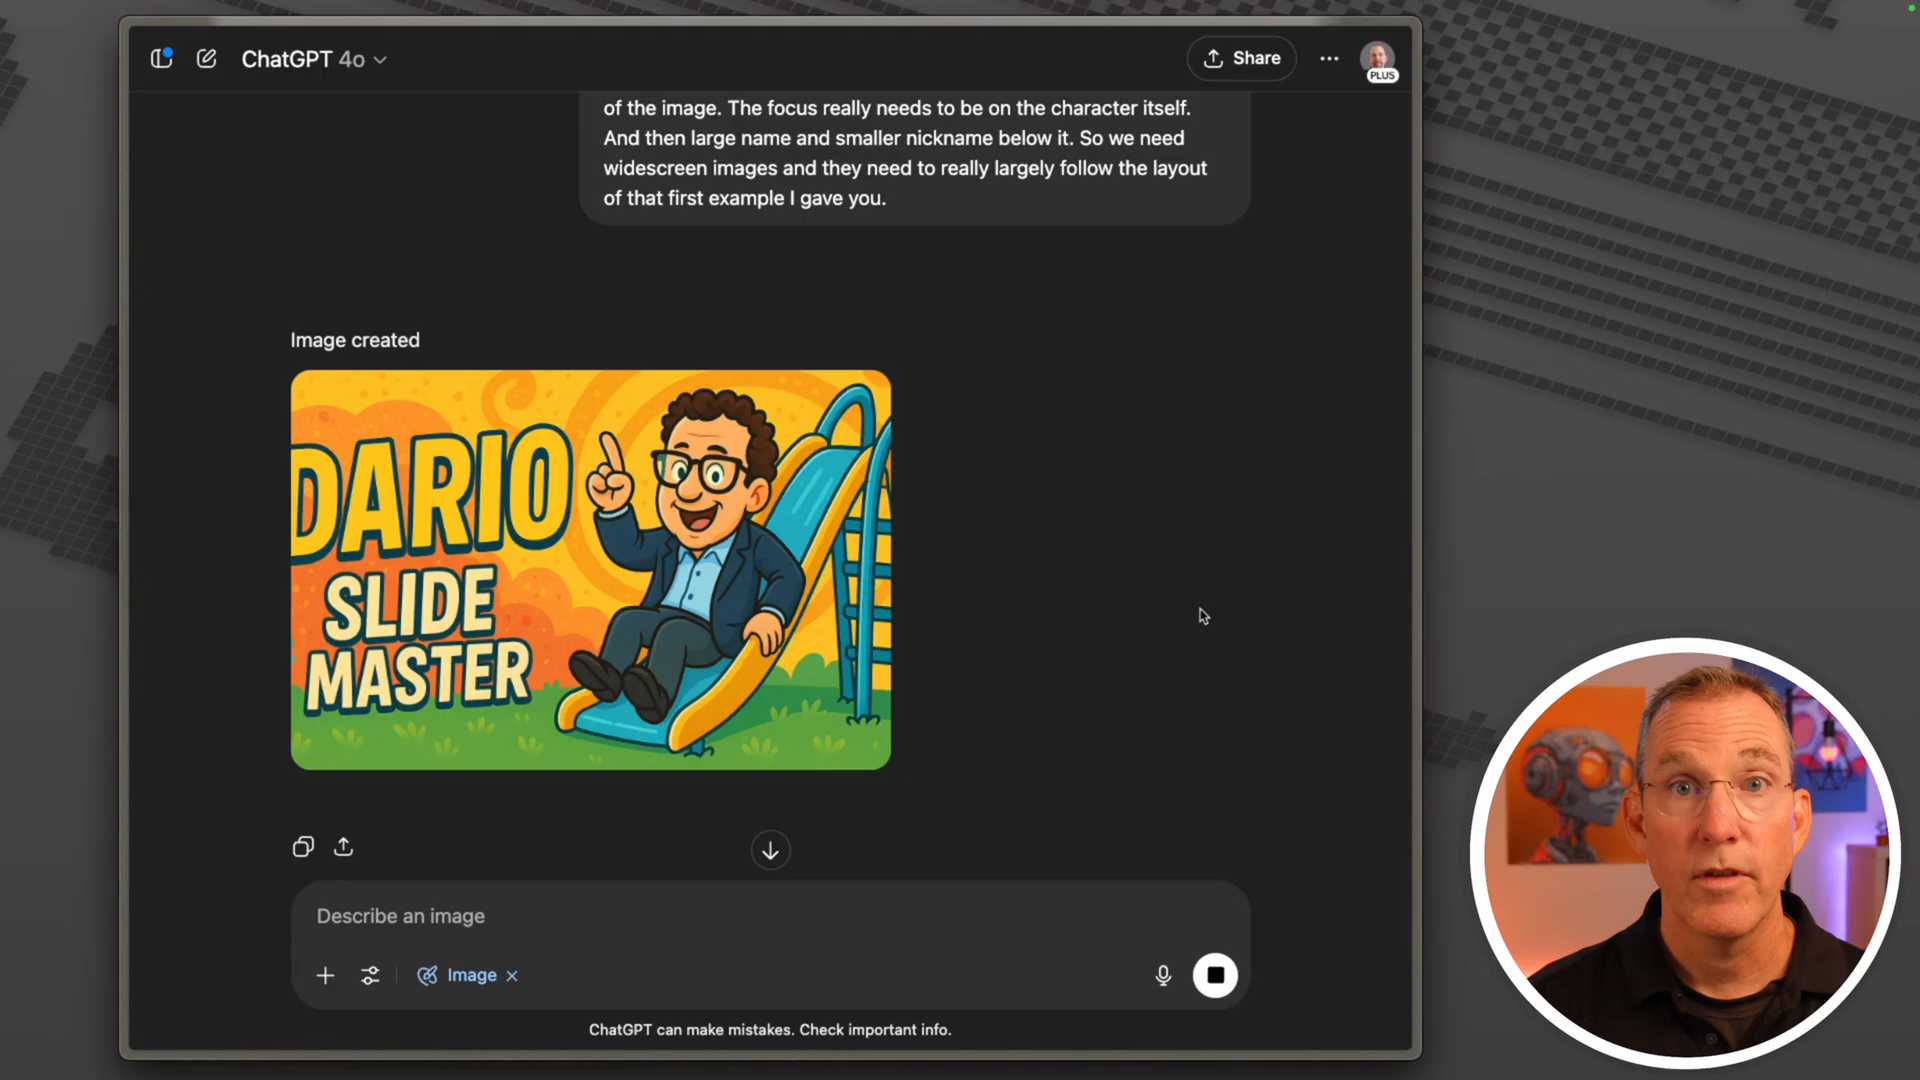 ChatGPT 4o
Share
PLUS
of the image. The focus really needs to be on the character itself.
And then large name and smaller nickname below it. So we need
widescreen images and they need to really largely follow the layout
of that first example I gave you.
Image created
DARIO
SLIDE
MASTER
Describe an image
Image
ChatGPT can make mistakes. Check important info.